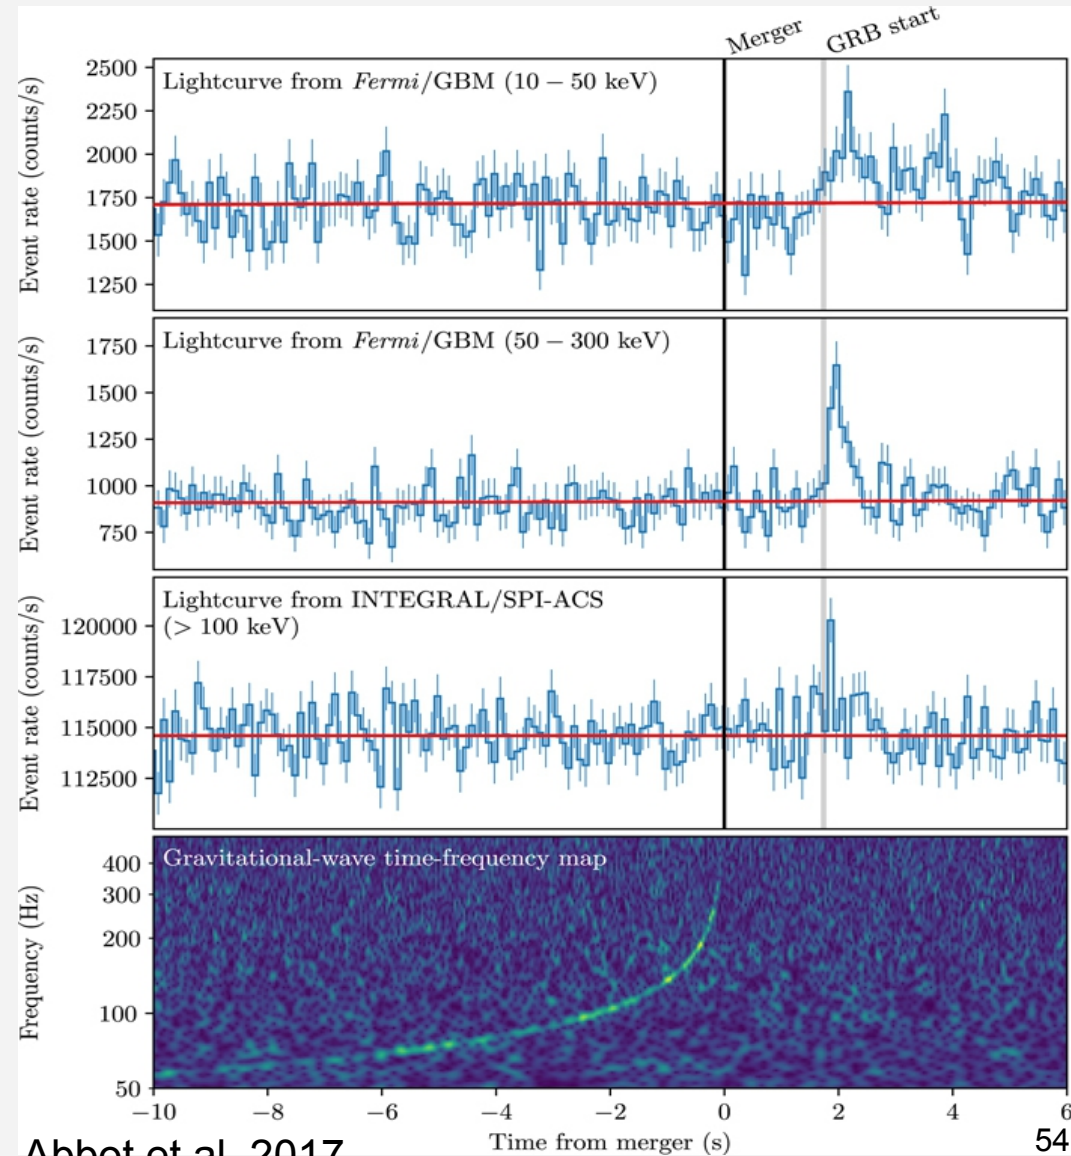 Merger
GRB start
Lightcurve from Fermi/GBM (10 – 50 keV)
Event rate (counts/s)
2500
2250
2000
1750
1500
1250
Lightcurve from Fermi/GBM (50 – 300 keV)
Event rate (counts/s)
1750
1500
1250
1000
750
Lightcurve from INTEGRAL/SPI-ACS
(> 100 keV)
Event rate (counts/s)
120000
117500
115000
112500
Gravitational-wave time-frequency map
Frequency (Hz)
400
300
200
100
50
−10 −8 −6 −4 −2 0 2 4 6
Time from merger (s)
Abbot et al. 2017
54